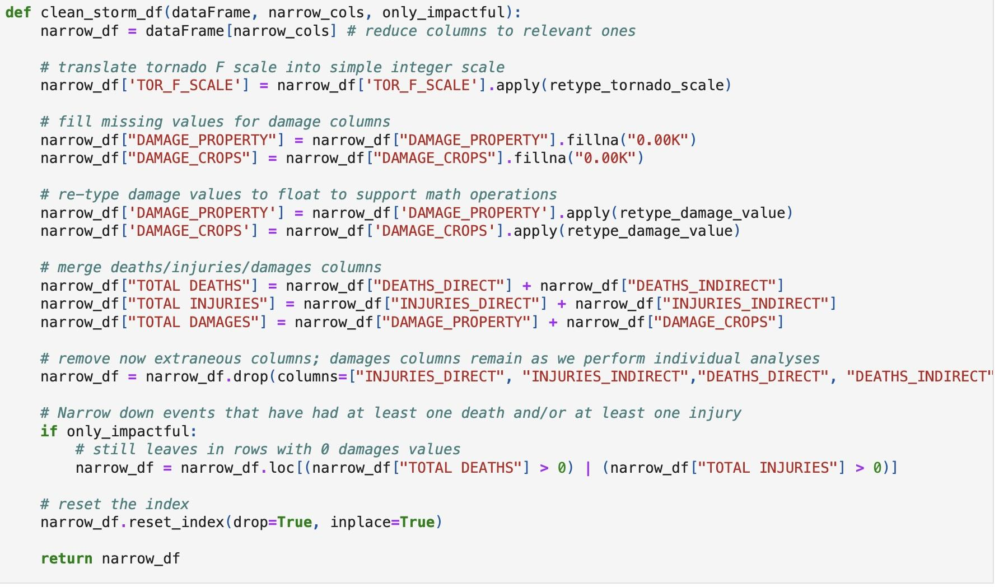 def clean_storm_df(dataFrame, narrow_cols, only_impactful):
    narrow_df = dataFrame[narrow_cols] # reduce columns to relevant ones

    # translate tornado F scale into simple integer scale
    narrow_df['TOR_F_SCALE'] = narrow_df['TOR_F_SCALE'].apply(retype_tornado_scale)

    # fill missing values for damage columns
    narrow_df["DAMAGE_PROPERTY"] = narrow_df["DAMAGE_PROPERTY"].fillna("0.00K")
    narrow_df["DAMAGE_CROPS"] = narrow_df["DAMAGE_CROPS"].fillna("0.00K")

    # re-type damage values to float to support math operations
    narrow_df['DAMAGE_PROPERTY'] = narrow_df['DAMAGE_PROPERTY'].apply(retype_damage_value)
    narrow_df['DAMAGE_CROPS'] = narrow_df['DAMAGE_CROPS'].apply(retype_damage_value)

    # merge deaths/injuries/damages columns
    narrow_df["TOTAL DEATHS"] = narrow_df["DEATHS_DIRECT"] + narrow_df["DEATHS_INDIRECT"]
    narrow_df["TOTAL INJURIES"] = narrow_df["INJURIES_DIRECT"] + narrow_df["INJURIES_INDIRECT"]
    narrow_df["TOTAL DAMAGES"] = narrow_df["DAMAGE_PROPERTY"] + narrow_df["DAMAGE_CROPS"]

    # remove now extraneous columns; damages columns remain as we perform individual analyses
    narrow_df = narrow_df.drop(columns=["INJURIES_DIRECT", "INJURIES_INDIRECT","DEATHS_DIRECT", "DEATHS_INDIRECT"

    # Narrow down events that have had at least one death and/or at least one injury
    if only_impactful:
        # still leaves in rows with 0 damages values
        narrow_df = narrow_df.loc[(narrow_df["TOTAL DEATHS"] > 0) | (narrow_df["TOTAL INJURIES"] > 0)]

    # reset the index
    narrow_df.reset_index(drop=True, inplace=True)

    return narrow_df